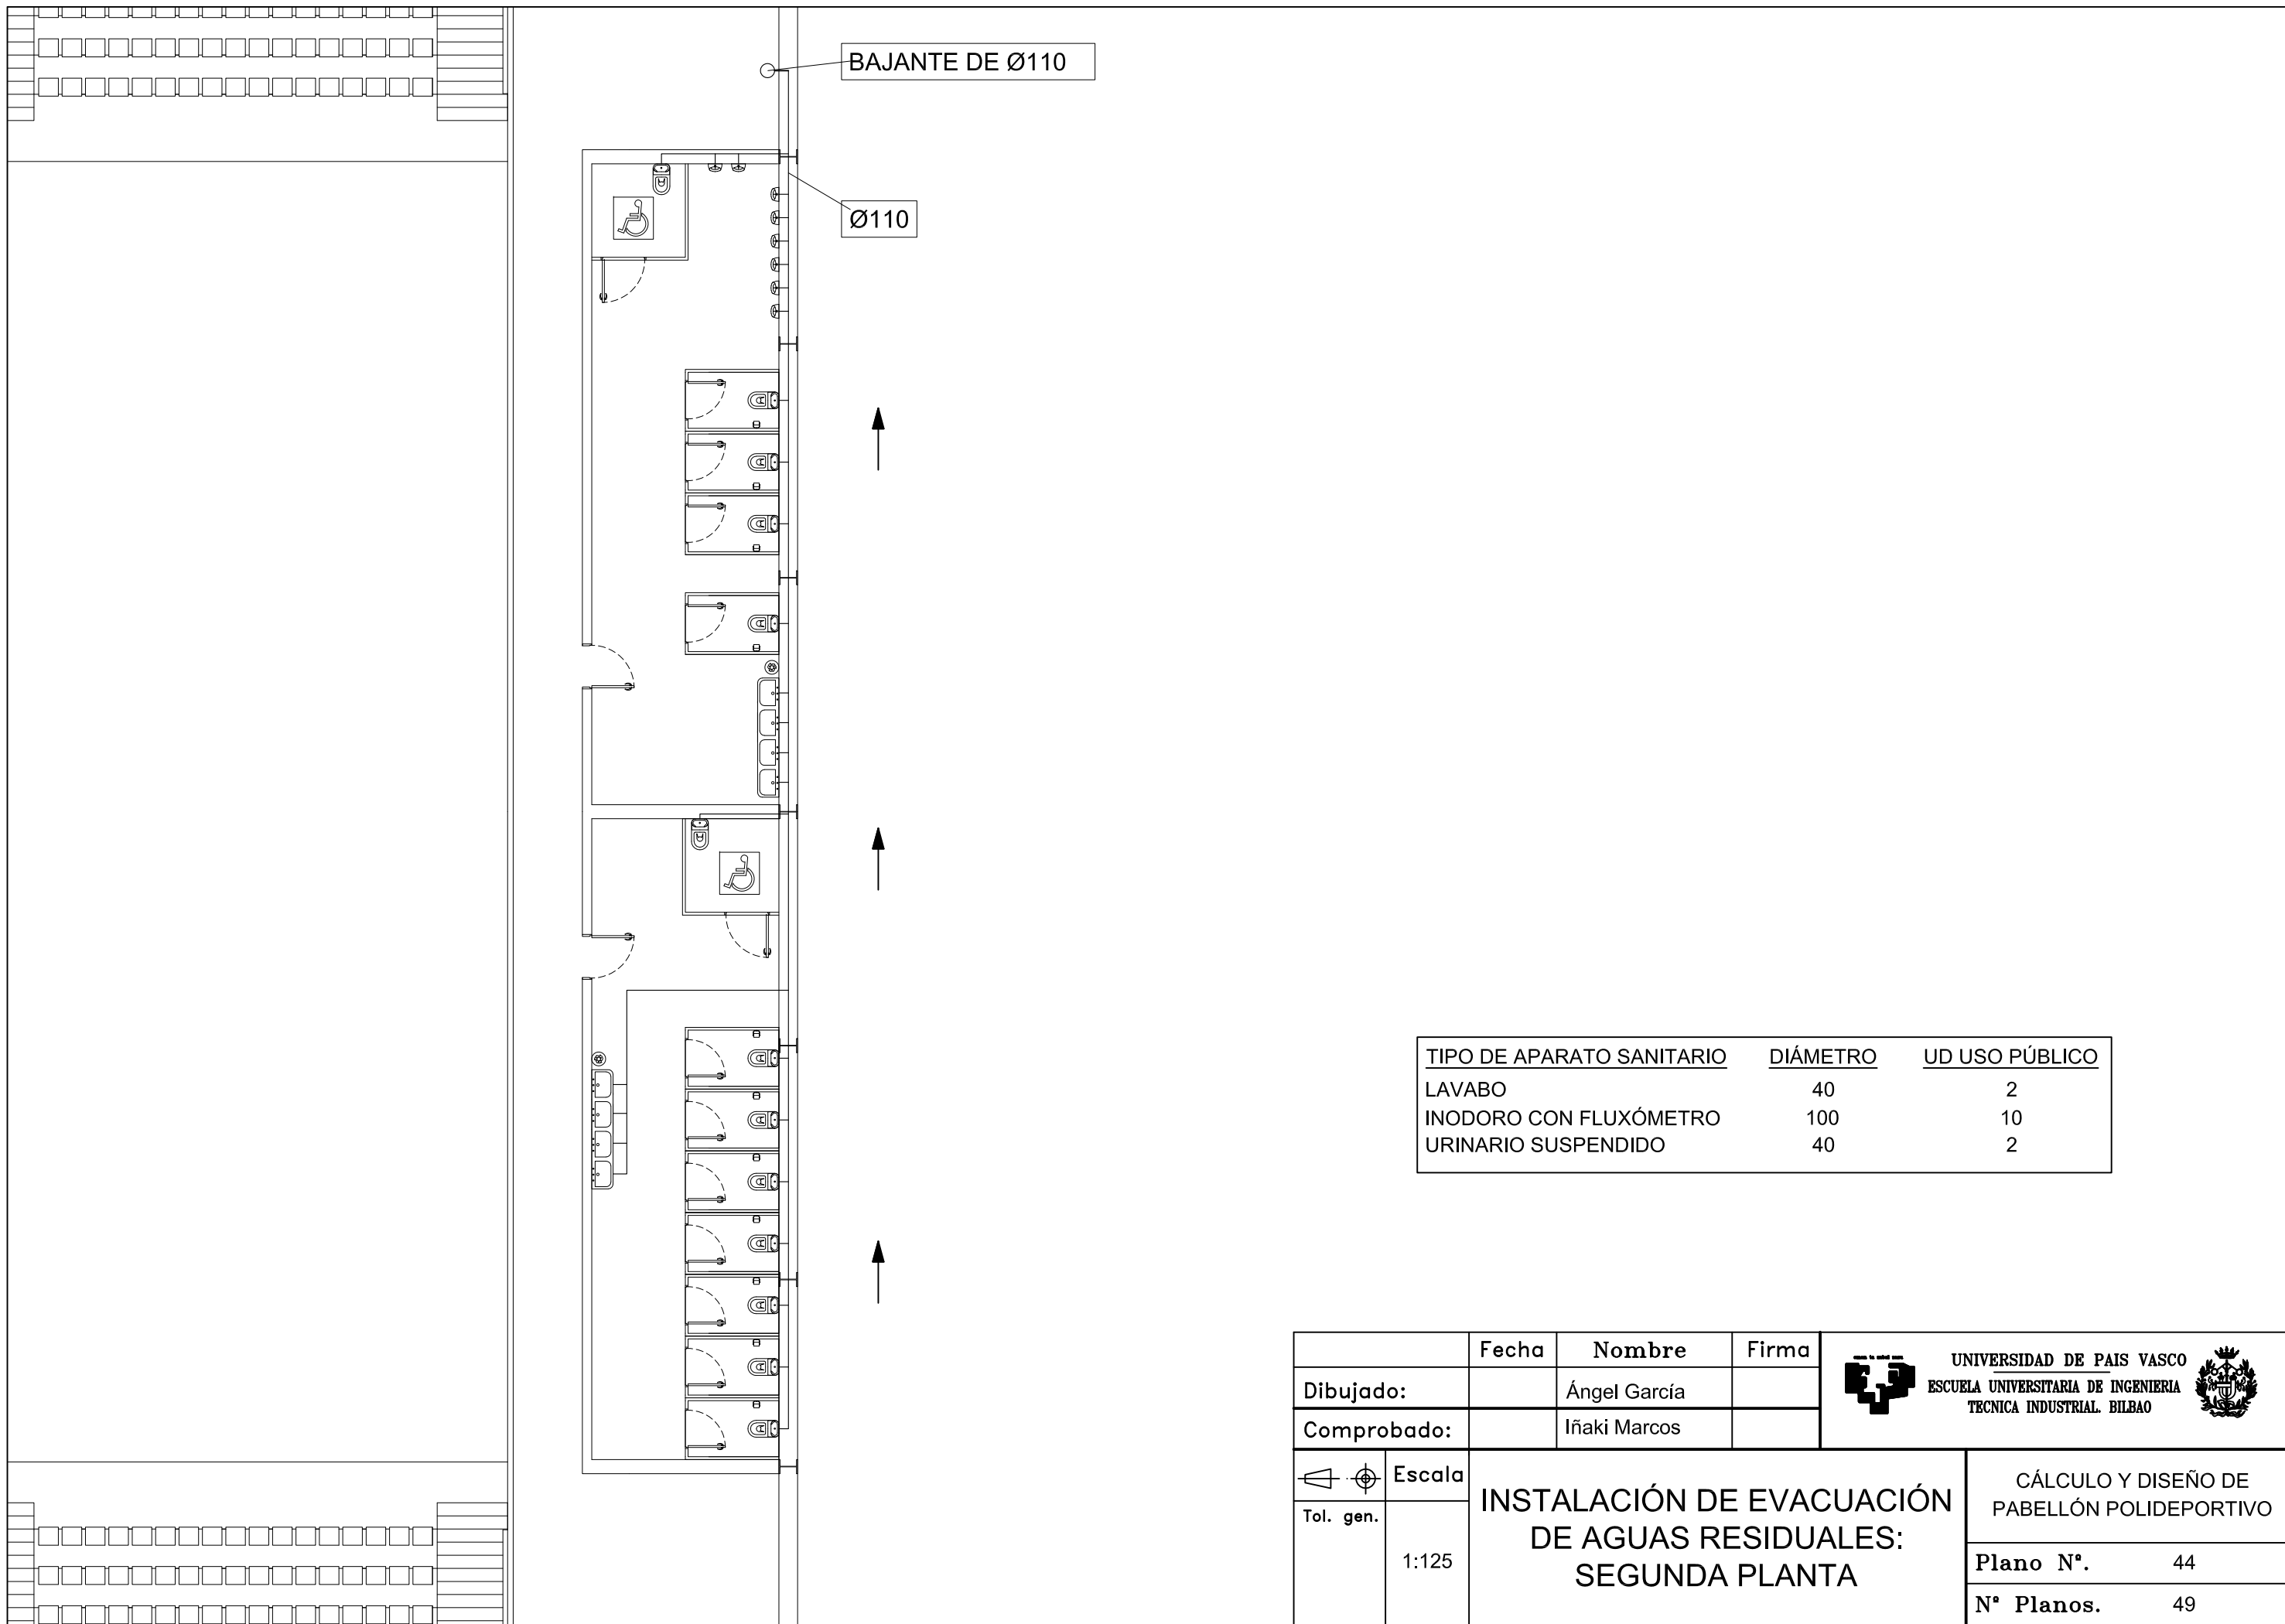 BAJANTE DE Ø110
Ø110
TIPO DE APARATO SANITARIO DIÁMETRO UD USO PÚBLICO
LAVABO 40 2
INODORO CON FLUXÓMETRO 100 10
URINARIO SUSPENDIDO 40 2
Fecha Nombre Firma
Dibujado: Ángel García
Comprobado: Iñaki Marcos
UNIVERSIDAD DE PAIS VASCO
ESCUELA UNIVERSITARIA DE INGENIERIA
TECNICA INDUSTRIAL. BILBAO
Escala
Tol. gen.
1:125
INSTALACIÓN DE EVACUACIÓN
DE AGUAS RESIDUALES:
SEGUNDA PLANTA
CÁLCULO Y DISEÑO DE
PABELLÓN POLIDEPORTIVO
Plano Nº. 44
Nº Planos. 49